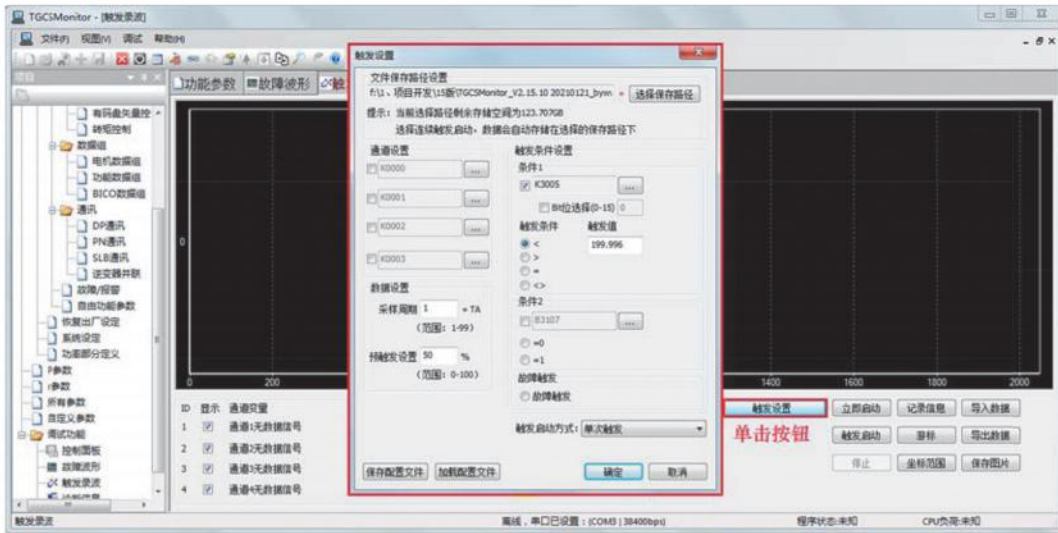 TGCSMonitor - [触发录波]
文件(F) 视图(V) 调试 帮助(H)
功能参数 故障波形
有码盘矢量控
转矩控制
数据组
电机数据组
功能数据组
BICO数据组
通讯
DP通讯
PN通讯
SLB通讯
逆变器并联
故障/报警
自由功能参数
恢复出厂设定
系统设定
功率部分定义
P参数
r参数
所有参数
自定义参数
调试功能
控制面板
故障波形
触发录波
触发设置
文件保存路径设置
f:\1、项目开发\15版\TGCSMonitor_V2.15.10 20210121_bywn * 选择保存路径
提示: 当前选择路径剩余存储空间为123.707GB
选择连续触发启动,数据会自动存储在选择的保存路径下
通道设置
K0000 ...
K0001 ...
K0002 ...
K0003 ...
数据设置
采样周期 1 * TA
(范围: 1-99)
预触发设置 50 %
(范围: 0-100)
触发条件设置
条件1
K3005 ...
Bit位选择(0-15) 0
触发条件 触发值
< 199.996
>
=
<>
条件2
B3107 ...
=0
=1
故障触发
故障触发
触发启动方式: 单次触发
保存配置文件 加载配置文件 确定 取消
0
0 200 1400 1600 1800 2000
ID 显示 通道变量
1 通道1无数据信号
2 通道2无数据信号
3 通道3无数据信号
4 通道4无数据信号
触发设置 立即启动 记录信息 导入数据
单击按钮 触发启动 游标 导出数据
停止 坐标范围 保存图片
触发录波 离线,串口已设置:(COM3 | 38400bps) 程序状态:未知 CPU负荷:未知